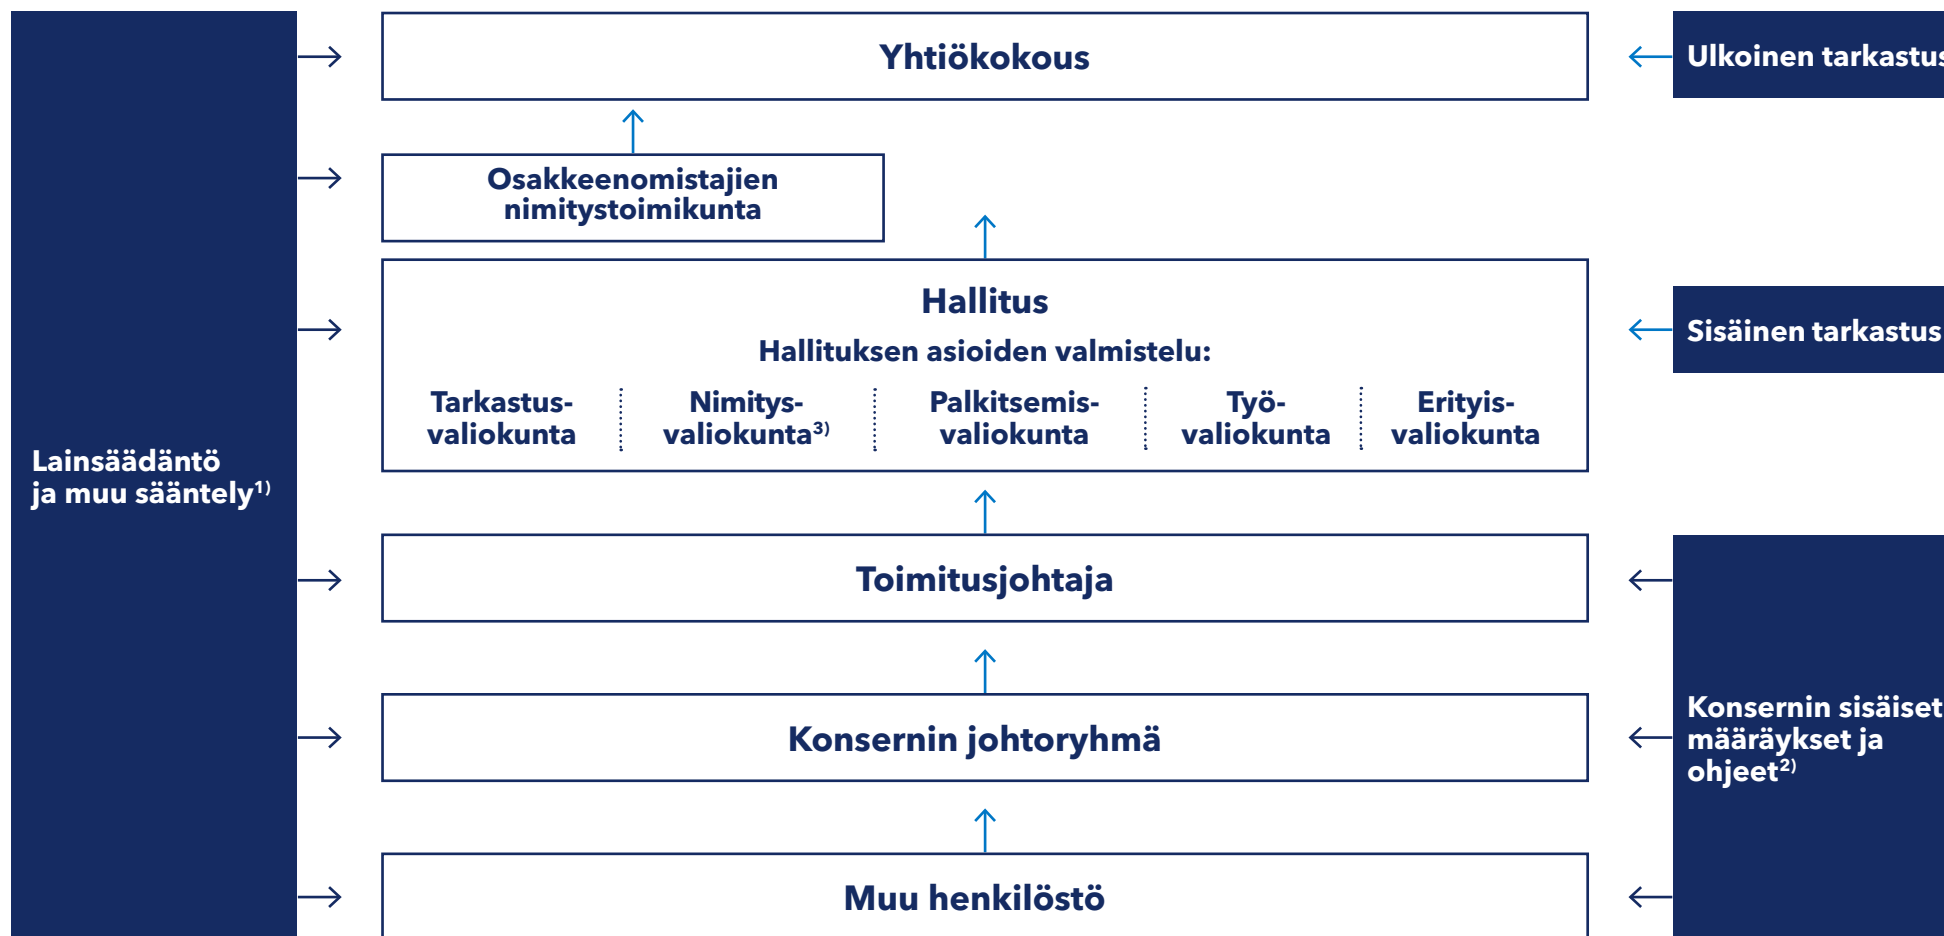 Yhtiökokous
Ulkoinen tarkastus
Osakkeenomistajien
nimitystoimikunta
Hallitus
Hallituksen asioiden valmistelu:
Tarkastus-
valiokunta
Nimitys-
valiokunta³⁾
Palkitsemis-
valiokunta
Työ-
valiokunta
Erityis-
valiokunta
Sisäinen tarkastus
Lainsäädäntö
ja muu sääntely¹⁾
Toimitusjohtaja
Konsernin johtoryhmä
Konsernin sisäiset
määräykset ja
ohjeet²⁾
Muu henkilöstö